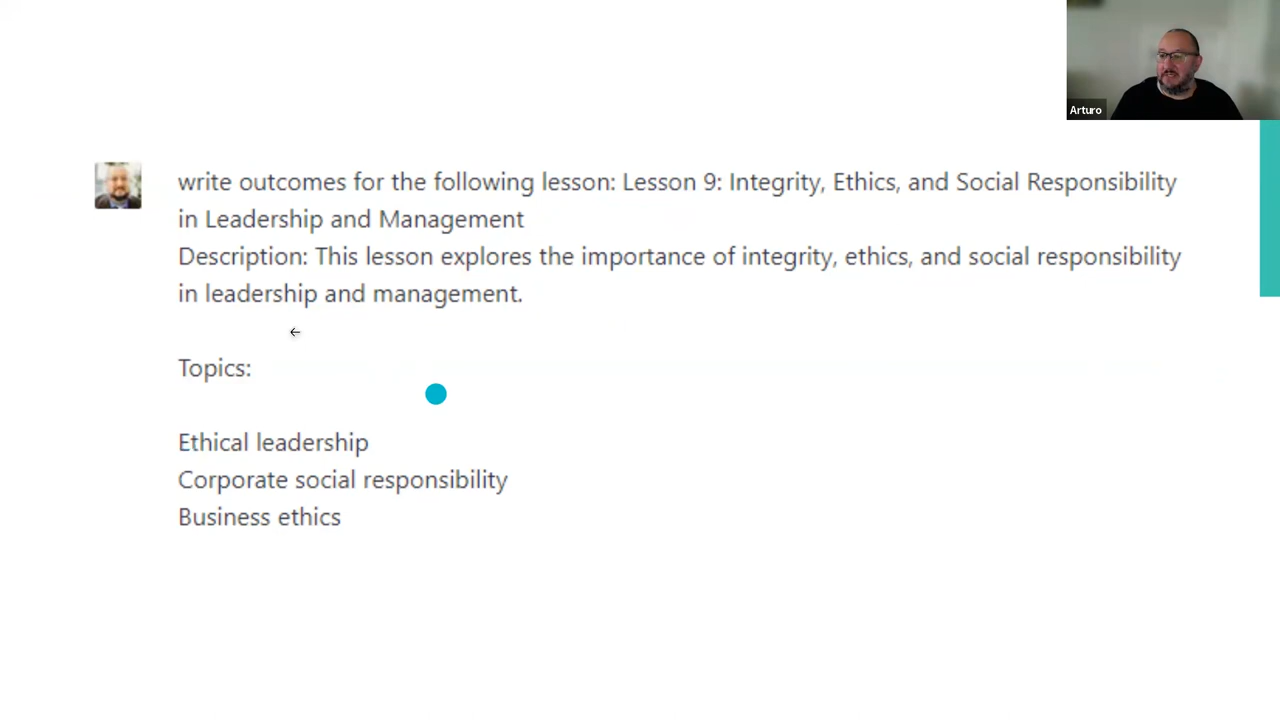 Arturo
write outcomes for the following lesson: Lesson 9: Integrity, Ethics, and Social Responsibility
in Leadership and Management
Description: This lesson explores the importance of integrity, ethics, and social responsibility
in leadership and management.
Topics:
Ethical leadership
Corporate social responsibility
Business ethics